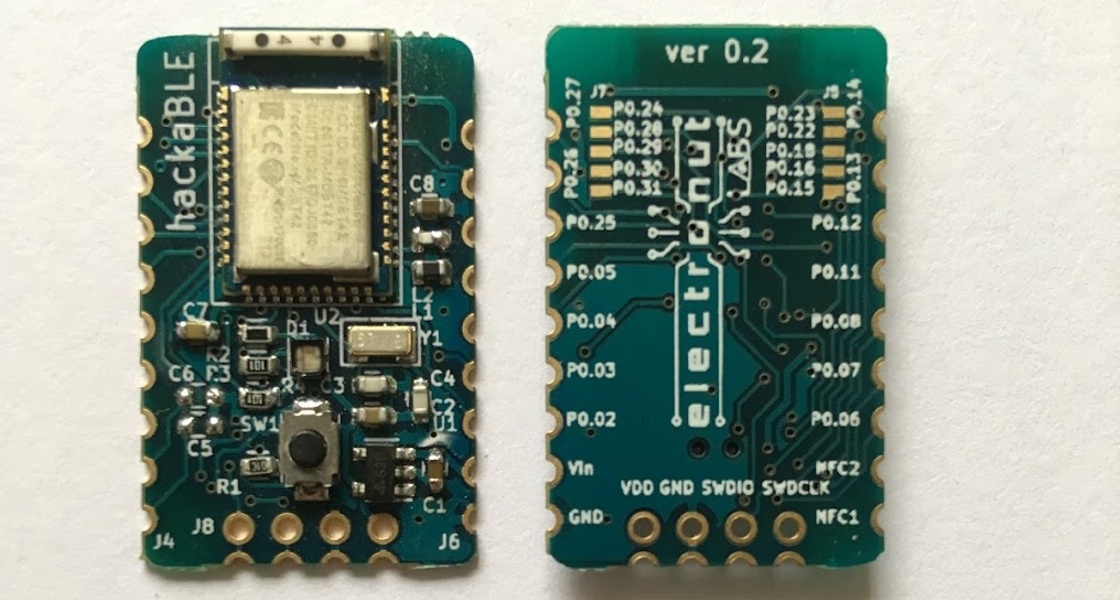 hackaBLE
C8
C7
U2
L1
D1
Y1
R2
C6
R3
C4
C2
SW1
U1
C5
R1
C1
J8
J4
J6
ver 0.2
J7
P0.27
P0.24
P0.28
P0.29
P0.26
P0.30
P0.31
P0.25
P0.05
P0.04
P0.03
P0.02
Vin
GND
electronut
LABS
J8
P0.14
P0.23
P0.22
P0.18
P0.16
P0.13
P0.15
P0.12
P0.11
P0.08
P0.07
P0.06
NFC2
VDD GND SWDIO SWDCLK
NFC1